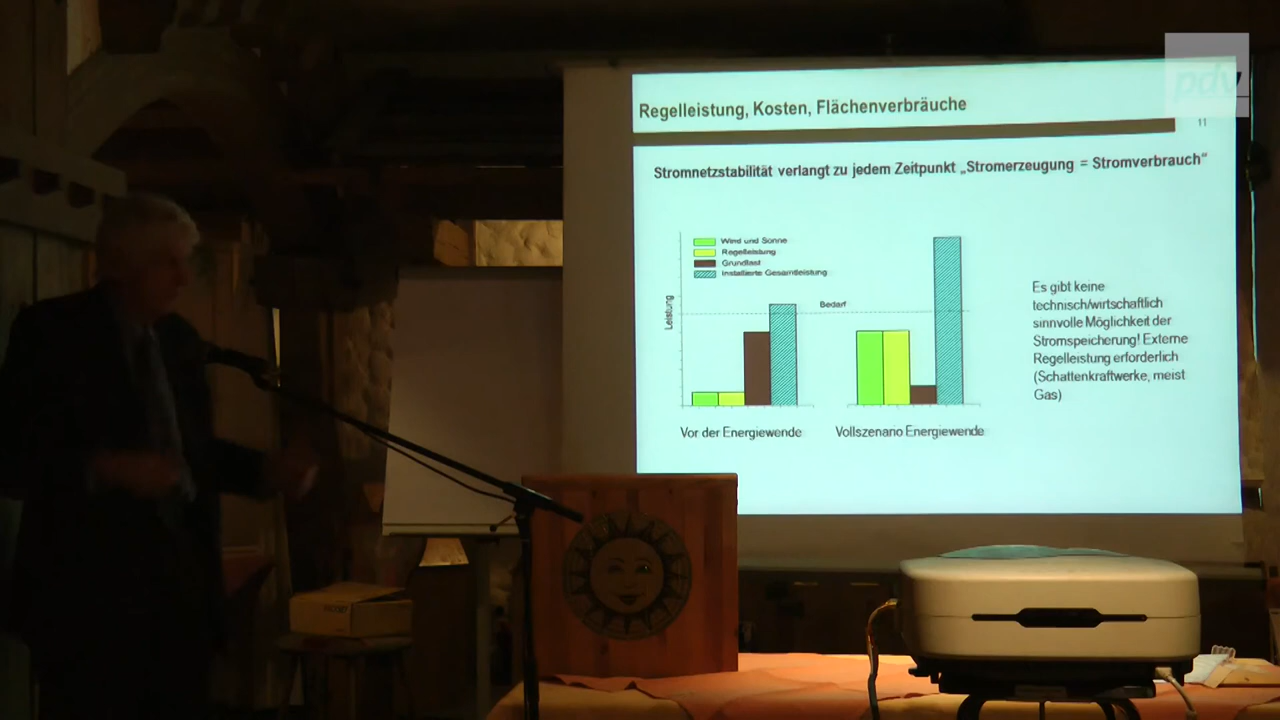 pdv
Regelleistung, Kosten, Flächenverbräuche
11
Stromnetzstabilität verlangt zu jedem Zeitpunkt „Stromerzeugung = Stromverbrauch“
Wind und Sonne
Regelleistung
Grundlast
Installierte Gesamtleistung
Leistung
Bedarf
Vor der Energiewende
Vollszenario Energiewende
Es gibt keine
technisch/wirtschaftlich
sinnvolle Möglichkeit der
Stromspeicherung! Externe
Regelleistung erforderlich
(Schattenkraftwerke, meist
Gas)